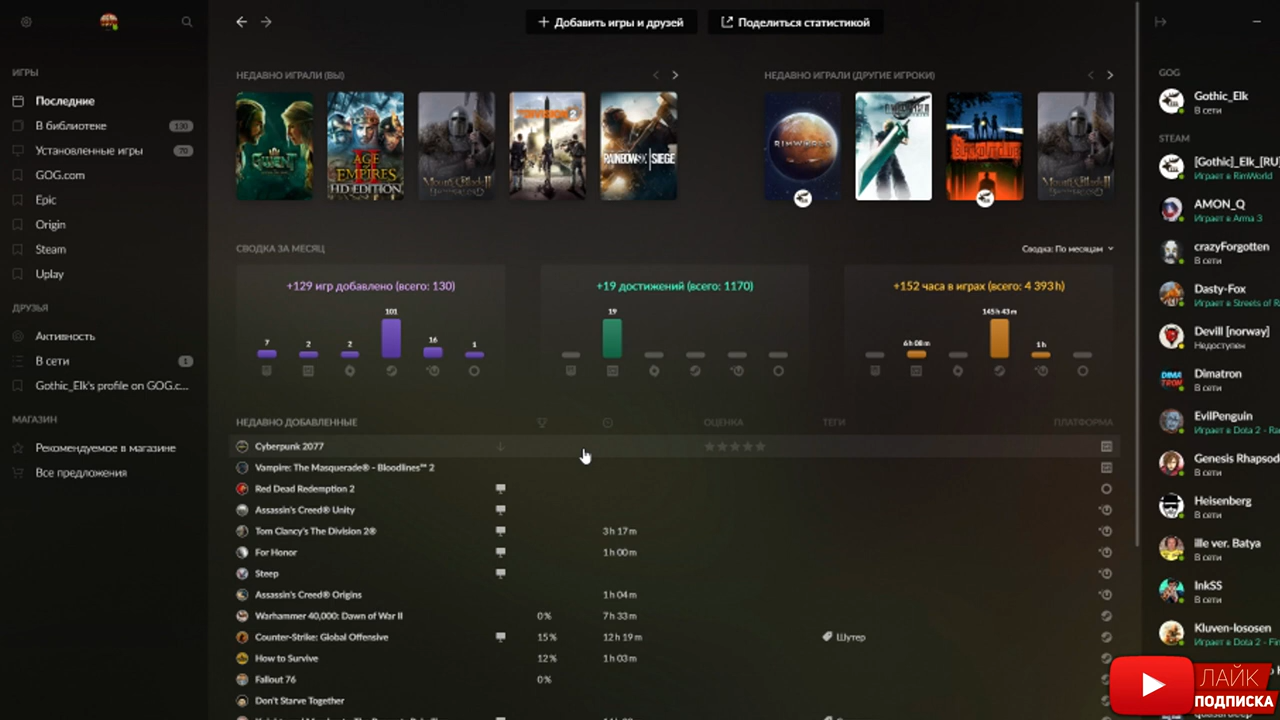 Добавить игры и друзей
Поделиться статистикой
ИГРЫ
Последние
В библиотеке 130
Установленные игры 70
GOG.com
Epic
Origin
Steam
Uplay
ДРУЗЬЯ
Активность
В сети 1
Gothic_Elk's profile on GOG.c...
МАГАЗИН
Рекомендуемое в магазине
Все предложения
НЕДАВНО ИГРАЛИ (ВЫ)
GWENT
AGE OF EMPIRES II
HD EDITION
THE DIVISION 2
RAINBOW SIX SIEGE
НЕДАВНО ИГРАЛИ (ДРУГИЕ ИГРОКИ)
RIMWORLD
СВОДКА ЗА МЕСЯЦ
Сводка: По месяцам
+129 игр добавлено (всего: 130)
7 2 2 101 16 1
+19 достижений (всего: 1170)
19
+152 часа в играх (всего: 4 393 h)
6 h 08 m 145 h 43 m 1 h
НЕДАВНО ДОБАВЛЕННЫЕ ОЦЕНКА ТЕГИ ПЛАТФОРМА
Cyberpunk 2077
Vampire: The Masquerade® - Bloodlines™ 2
Red Dead Redemption 2
Assassin's Creed® Unity
Tom Clancy's The Division 2® 3 h 17 m
For Honor 1 h 00 m
Steep
Assassin's Creed® Origins 1 h 04 m
Warhammer 40,000: Dawn of War II 0% 7 h 33 m
Counter-Strike: Global Offensive 15% 12 h 19 m Шутер
How to Survive 12% 1 h 03 m
Fallout 76 0%
Don't Starve Together
GOG
Gothic_Elk
В сети
STEAM
[Gothic]_Elk_[RU
Играет в RimWorld
AMON_Q
Играет в Arma 3
crazyForgotten
В сети
Dasty-Fox
Играет в Streets of R
Devill [norway]
Недоступен
Dimatron
В сети
EvilPenguin
Играет в Dota 2 - Ra
Genesis Rhapsod
В сети
Heisenberg
В сети
ille ver. Batya
В сети
InkSS
В сети
Kluven-lososen
Играет в Dota 2 - Fin
ЛАЙК
ПОДПИСКА